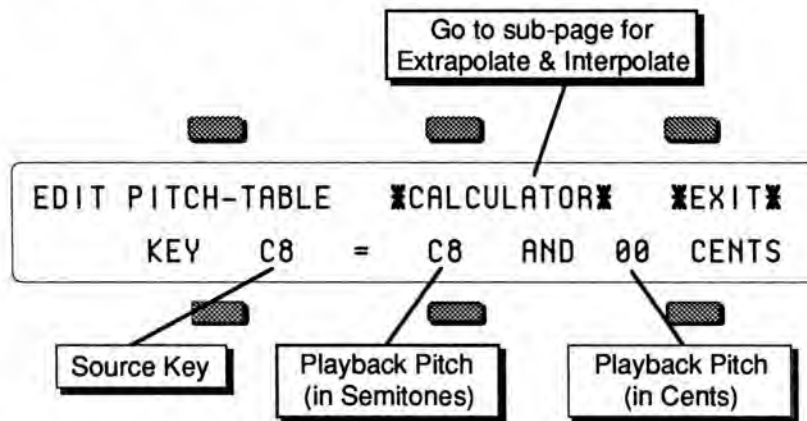 Go to sub-page for
Extrapolate & Interpolate
EDIT PITCH-TABLE *CALCULATOR* *EXIT*
KEY C8 = C8 AND 00 CENTS
Source Key
Playback Pitch
(in Semitones)
Playback Pitch
(in Cents)